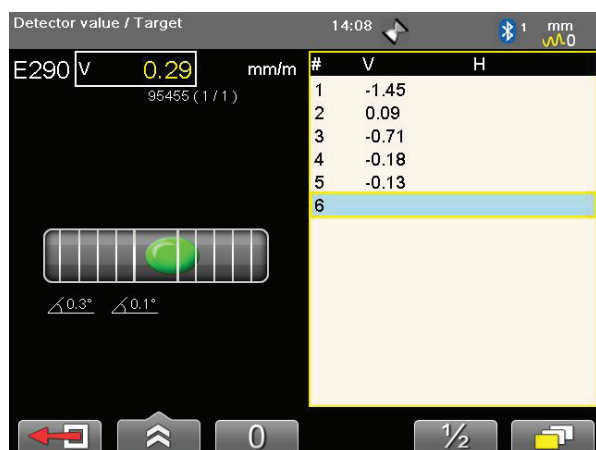 Detector value / Target 14:08 1 mm
0
E290 V 0.29 mm/m
95455 ( 1 / 1 )
# V H
1 -1.45
2 0.09
3 -0.71
4 -0.18
5 -0.13
6
0.3° 0.1°
0 ½